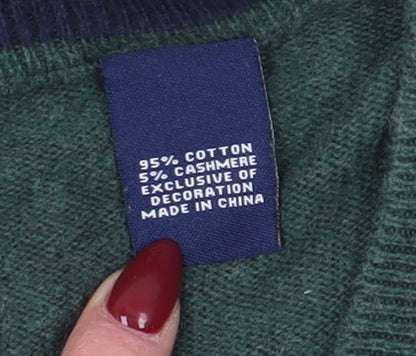 95% COTTON
5% CASHMERE
EXCLUSIVE OF
DECORATION
MADE IN CHINA